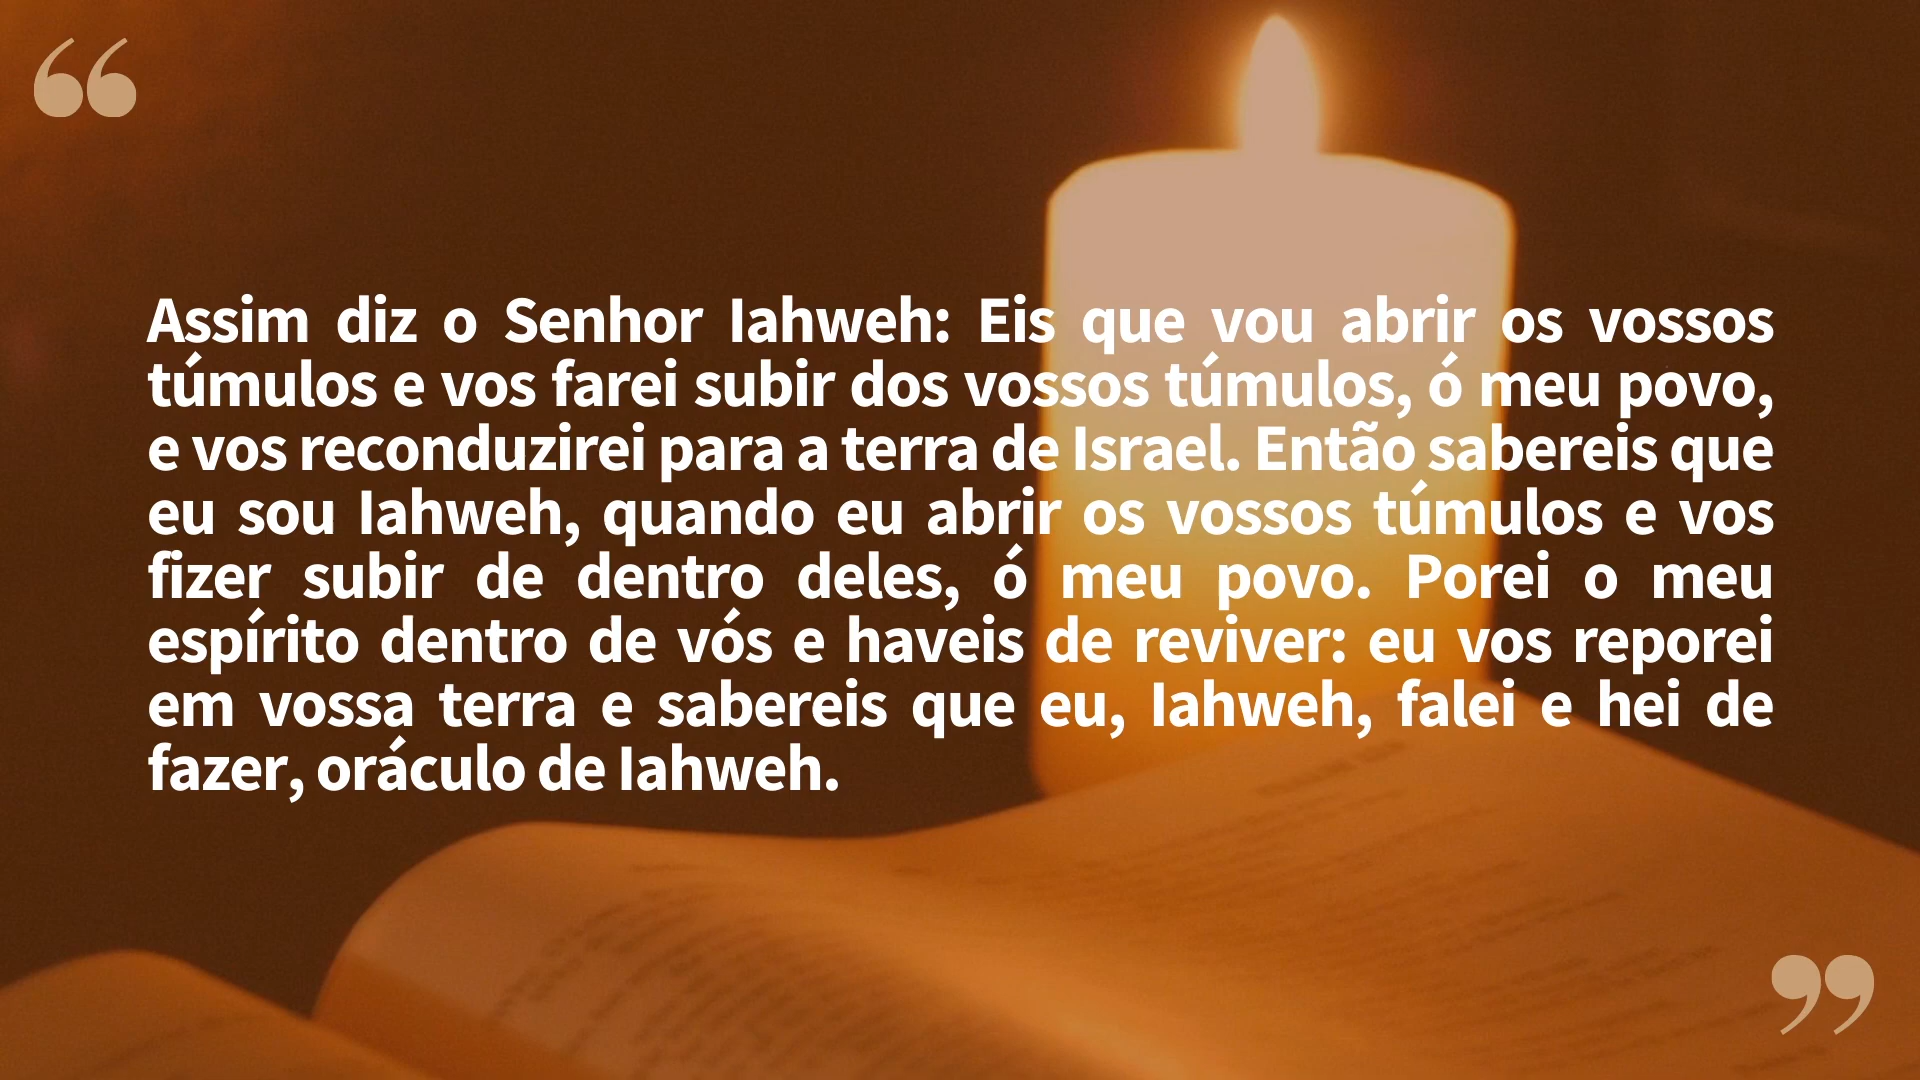 “
Assim diz o Senhor Iahweh: Eis que vou abrir os vossos
túmulos e vos farei subir dos vossos túmulos, ó meu povo,
e vos reconduzirei para a terra de Israel. Então sabereis que
eu sou Iahweh, quando eu abrir os vossos túmulos e vos
fizer subir de dentro deles, ó meu povo. Porei o meu
espírito dentro de vós e haveis de reviver: eu vos reporei
em vossa terra e sabereis que eu, Iahweh, falei e hei de
fazer, oráculo de Iahweh.
”